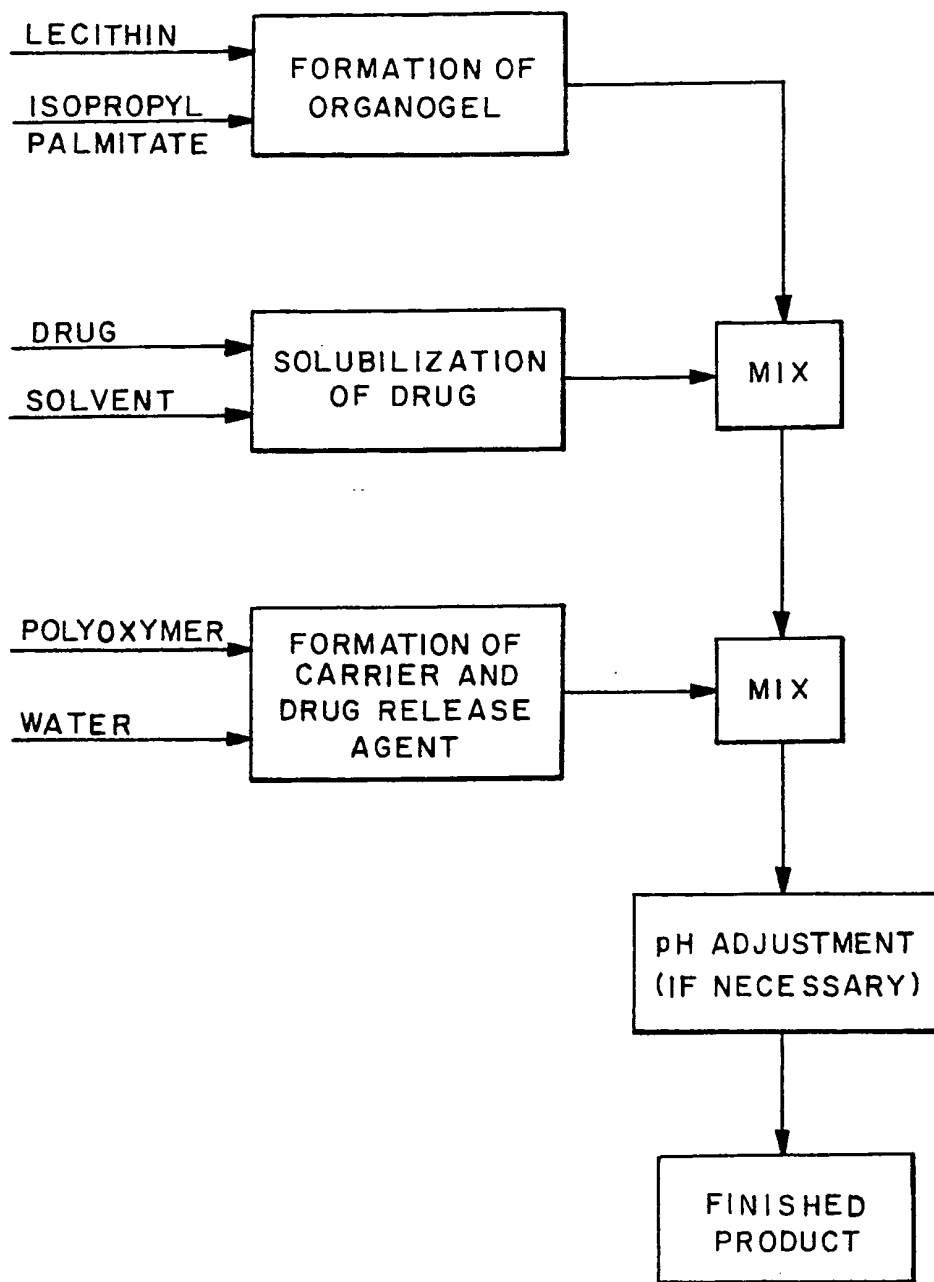 LECITHIN
ISOPROPYL
PALMITATE
FORMATION OF
ORGANOGEL
DRUG
SOLVENT
SOLUBILIZATION
OF DRUG
MIX
POLYOXYMER
WATER
FORMATION OF
CARRIER AND
DRUG RELEASE
AGENT
MIX
pH ADJUSTMENT
(IF NECESSARY)
FINISHED
PRODUCT